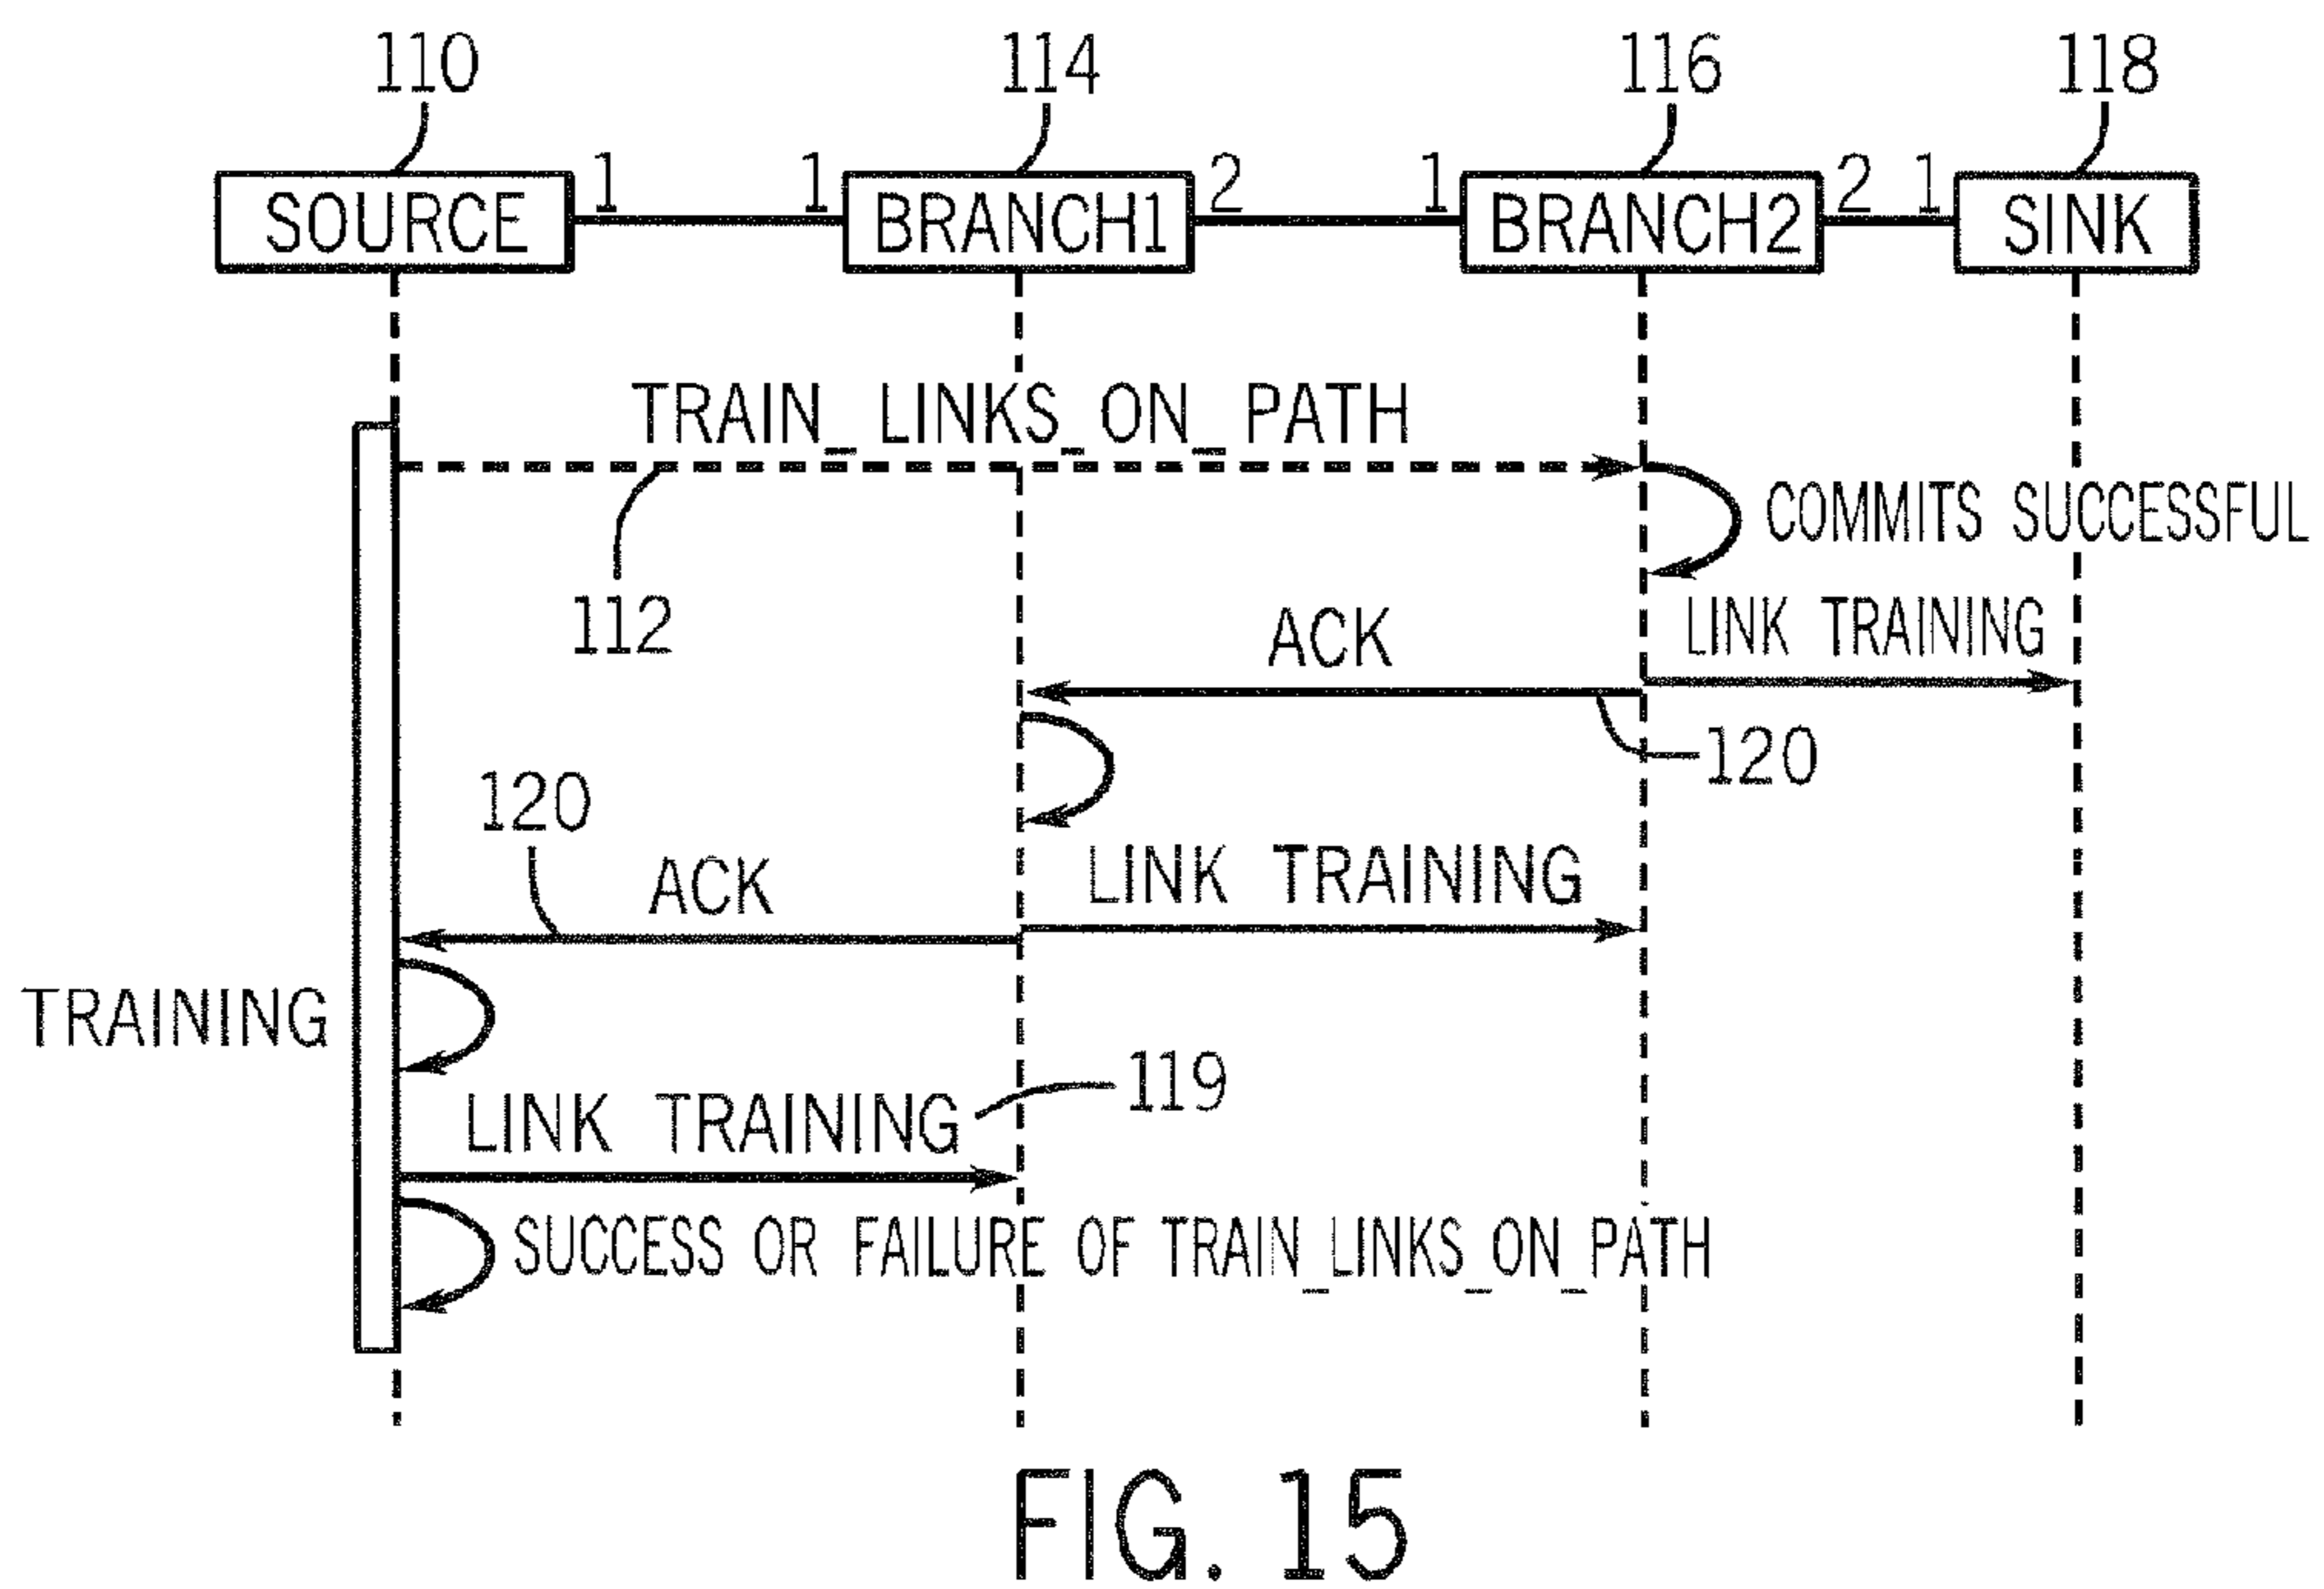 110
114
116
118
SOURCE 1 1 BRANCH1 2 1 BRANCH2 2 1 SINK
TRAIN_LINKS_ON_PATH
COMMITS SUCCESSFUL
112
ACK
LINK TRAINING
120
120
ACK
LINK TRAINING
TRAINING
119
LINK TRAINING
SUCCESS OR FAILURE OF TRAIN_LINKS_ON_PATH
FIG. 15